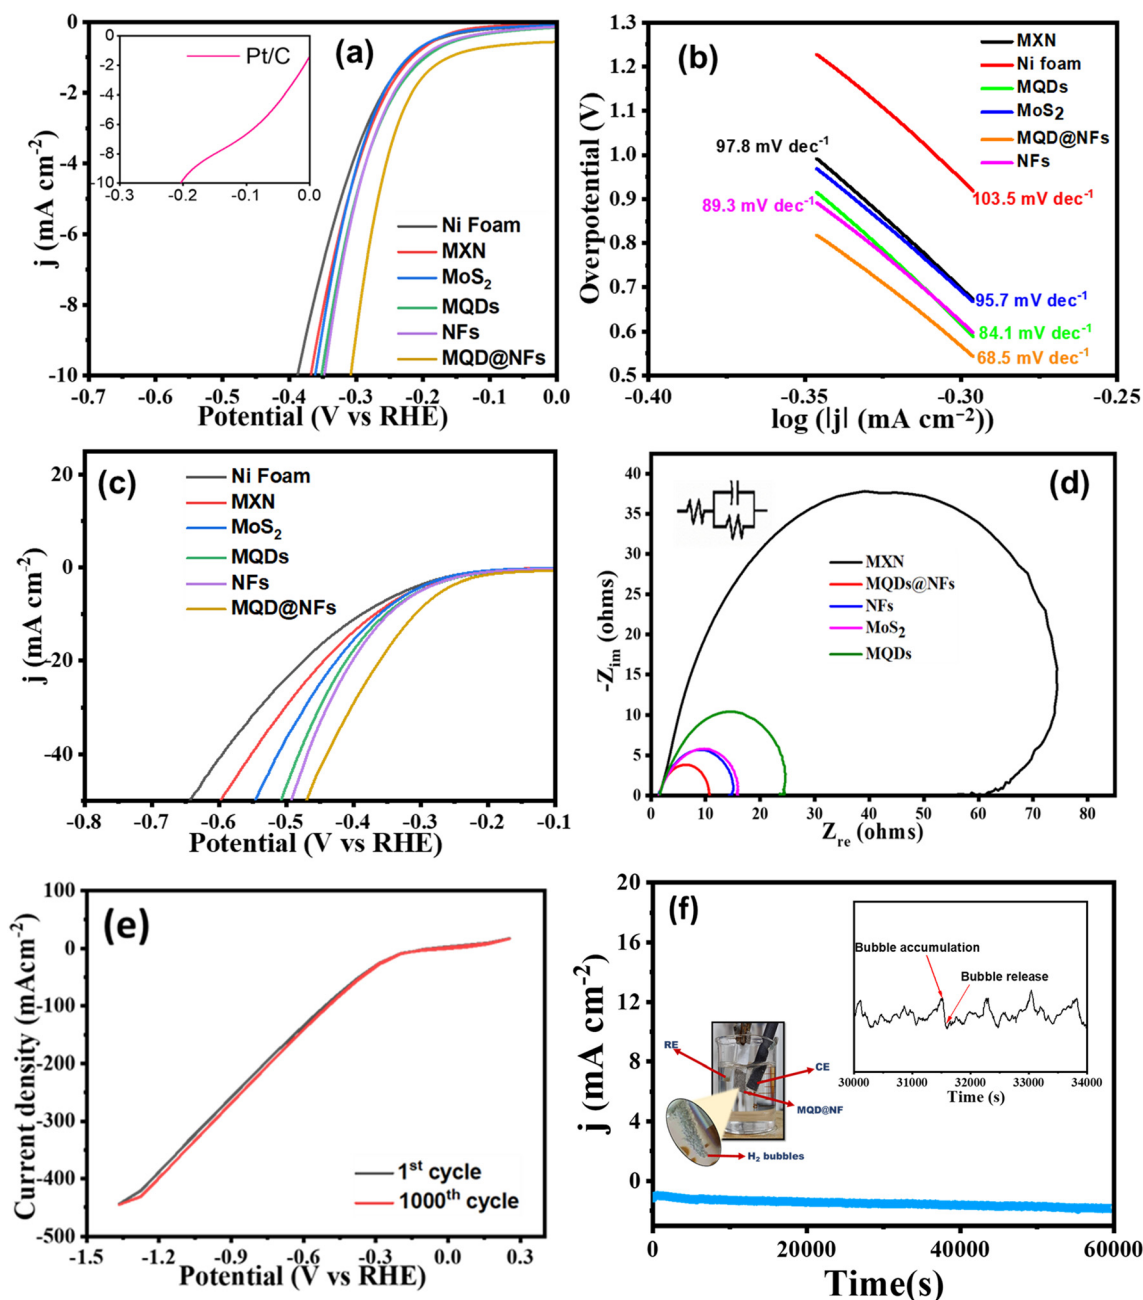 (a)
0
-2
-4
-6
-8
-10
j (mA cm⁻²)
-0.7
-0.6
-0.5
-0.4
-0.3
-0.2
-0.1
0.0
Potential (V vs RHE)
0
-2
-4
-6
-8
-10
-0.3
-0.2
-0.1
0.0
Pt/C
Ni Foam
MXN
MoS₂
MQDs
NFs
MQD@NFs
(b)
1.3
1.2
1.1
1.0
0.9
0.8
0.7
0.6
0.5
Overpotential (V)
-0.40
-0.35
-0.30
-0.25
log (|j| (mA cm⁻²))
MXN
Ni foam
MQDs
MoS₂
MQD@NFs
NFs
97.8 mV dec⁻¹
89.3 mV dec⁻¹
103.5 mV dec⁻¹
95.7 mV dec⁻¹
84.1 mV dec⁻¹
68.5 mV dec⁻¹
(c)
20
0
-20
-40
j (mA cm⁻²)
-0.8
-0.7
-0.6
-0.5
-0.4
-0.3
-0.2
-0.1
Potential (V vs RHE)
Ni Foam
MXN
MoS₂
MQDs
NFs
MQD@NFs
(d)
40
35
30
25
20
15
10
5
0
-Z_im (ohms)
0
10
20
30
40
50
60
70
80
Z_re (ohms)
MXN
MQDs@NFs
NFs
MoS₂
MQDs
(e)
100
0
-100
-200
-300
-400
-500
Current density (mAcm⁻²)
-1.5
-1.2
-0.9
-0.6
-0.3
0.0
0.3
Potential (V vs RHE)
1ˢᵗ cycle
1000ᵗʰ cycle
(f)
20
16
12
8
4
0
j (mA cm⁻²)
0
20000
40000
60000
Time(s)
Bubble accumulation
Bubble release
30000
31000
32000
33000
34000
Time (s)
RE
CE
MQD@NF
H₂ bubbles